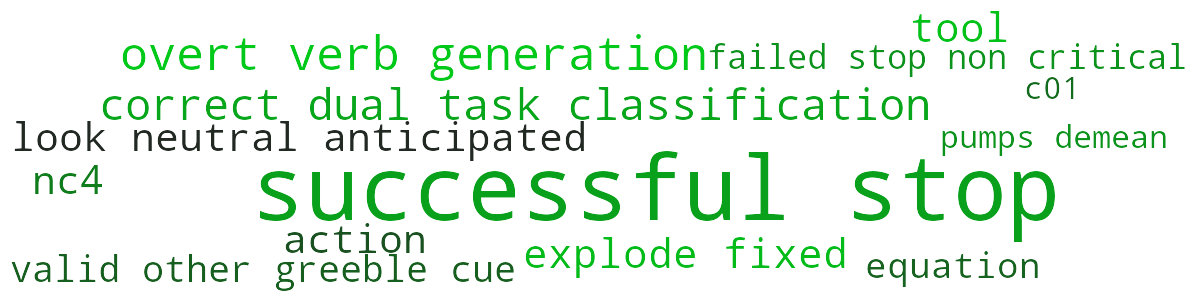 tool
overt verb generation
failed stop non critical
c01
correct dual task classification
look neutral anticipated
pumps demean
nc4
successful stop
action
explode fixed
valid other greeble cue
equation